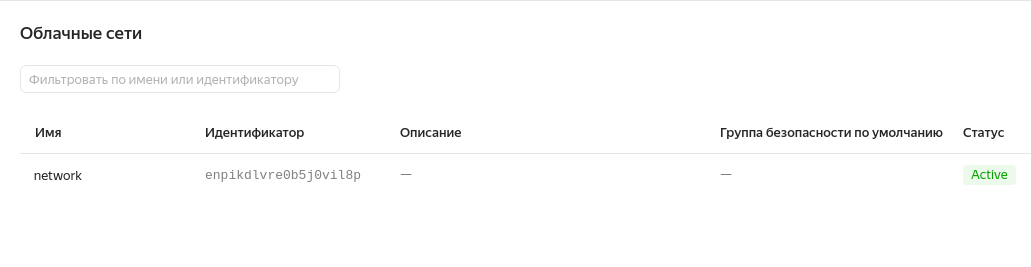 Облачные сети
Фильтровать по имени или идентификатору
Имя Идентификатор Описание Группа безопасности по умолчанию Статус
network enpikdlvre0b5j0vil8p — — Active